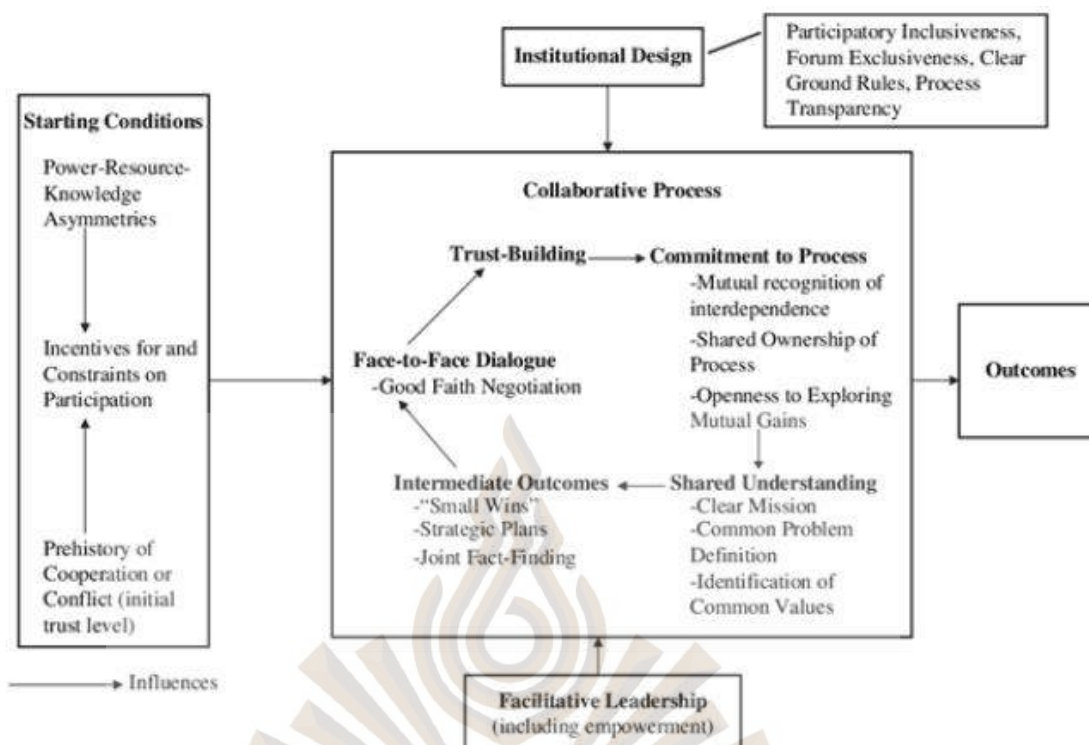 Institutional Design
Participatory Inclusiveness,
Forum Exclusiveness, Clear
Ground Rules, Process
Transparency
Starting Conditions
Power-Resource-
Knowledge
Asymmetries
Incentives for and
Constraints on
Participation
Prehistory of
Cooperation or
Conflict (initial
trust level)
Collaborative Process
Trust-Building
Commitment to Process
-Mutual recognition of
interdependence
-Shared Ownership of
Process
-Openness to Exploring
Mutual Gains
Face-to-Face Dialogue
-Good Faith Negotiation
Intermediate Outcomes
-“Small Wins”
-Strategic Plans
-Joint Fact-Finding
Shared Understanding
-Clear Mission
-Common Problem
Definition
-Identification of
Common Values
Outcomes
Influences
Facilitative Leadership
(including empowerment)